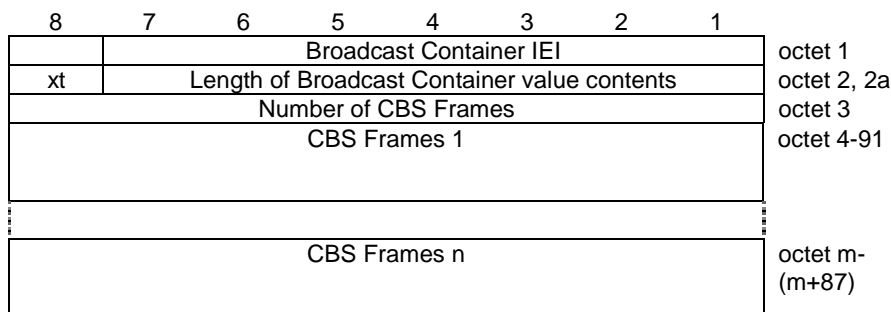 8 7 6 5 4 3 2 1
Broadcast Container IEI octet 1
xt Length of Broadcast Container value contents octet 2, 2a
Number of CBS Frames octet 3
CBS Frames 1 octet 4-91
CBS Frames n octet m-
(m+87)